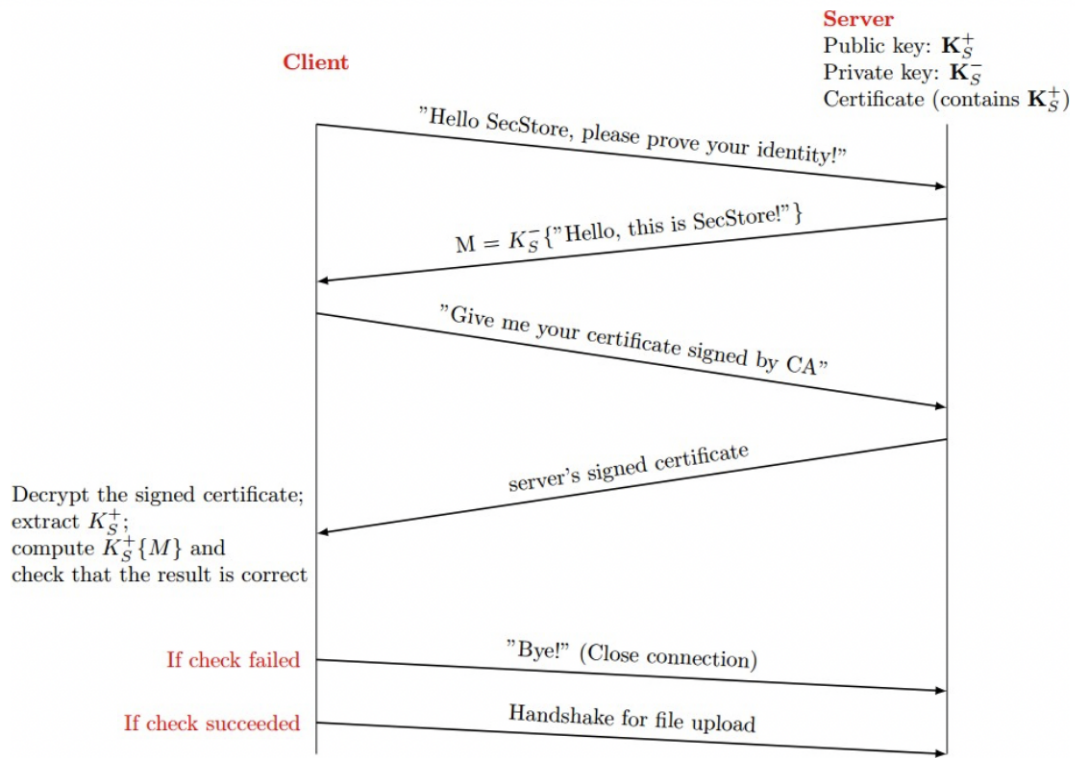 Server
Public key: K_S^+
Private key: K_S^-
Certificate (contains K_S^+)
Client
"Hello SecStore, please prove your identity!"
M = K_S^-{"Hello, this is SecStore!"}
"Give me your certificate signed by CA"
server's signed certificate
Decrypt the signed certificate;
extract K_S^+;
compute K_S^+{M} and
check that the result is correct
If check failed
"Bye!" (Close connection)
If check succeeded
Handshake for file upload